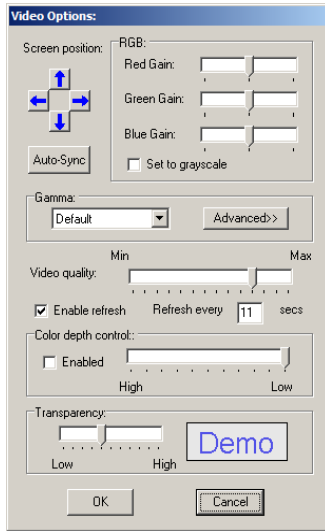 Video Options:
Screen position:
RGB:
Red Gain:
Green Gain:
Blue Gain:
Auto-Sync
Set to grayscale
Gamma:
Default
Advanced>>
Min Max
Video quality:
Enable refresh Refresh every 11 secs
Color depth control::
Enabled
High Low
Transparency:
Low High
Demo
OK Cancel